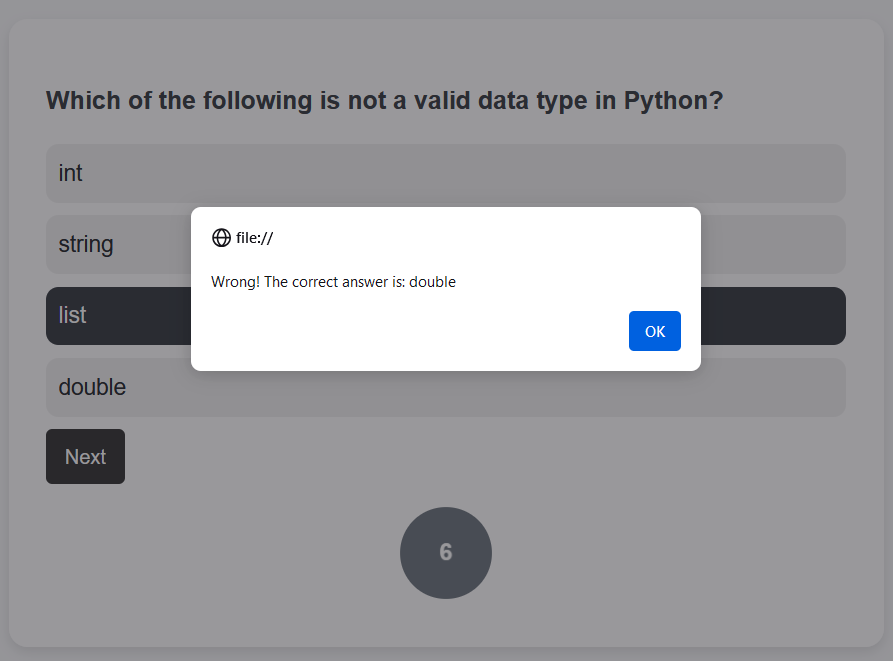 Which of the following is not a valid data type in Python?
int
string
file://
Wrong! The correct answer is: double
list
OK
double
Next
6